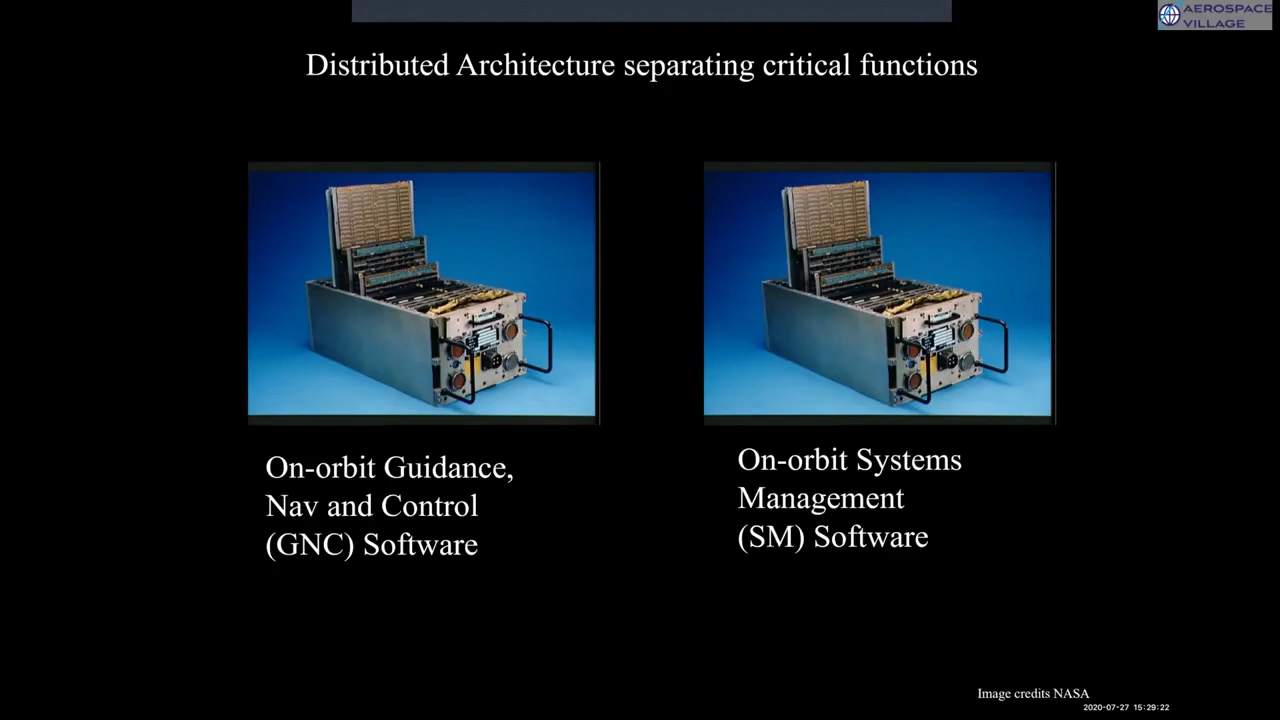 AEROSPACE
VILLAGE
Distributed Architecture separating critical functions
On-orbit Guidance,
Nav and Control
(GNC) Software
On-orbit Systems
Management
(SM) Software
Image credits NASA
2020-07-27 15:29:22